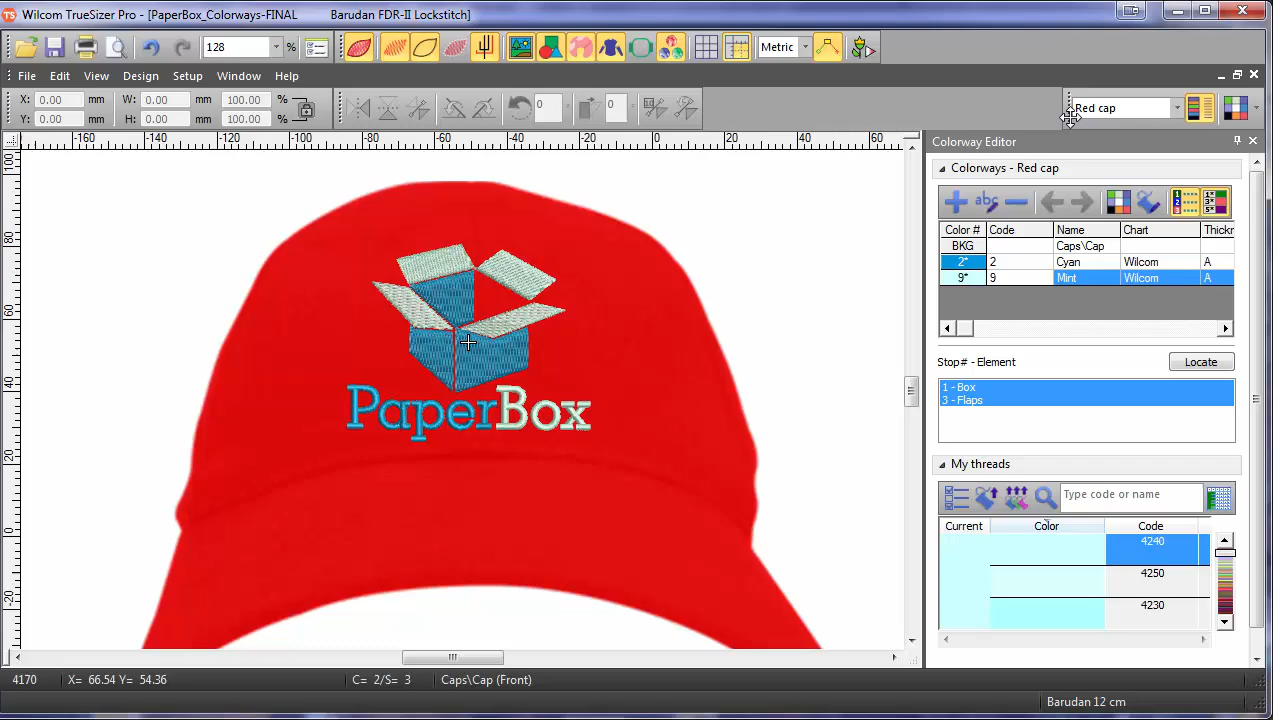 Wilcom TrueSizer Pro - [PaperBox_Colorways-FINAL Barudan FDR-II Lockstitch]
128 % Metric
File Edit View Design Setup Window Help
X: 0.00 mm W: 0.00 mm 100.00 % 0 0
Y: 0.00 mm H: 0.00 mm 100.00 %
Red cap
-160 -140 -120 -100 -80 -60 -40 -20 0 20 40 60
100
80
60
40
20
0
-20
PaperBox
Colorway Editor
Colorways - Red cap
Color # Code Name Chart Thickr
BKG Caps\Cap
2* 2 Cyan Wilcom A
9* 9 Mint Wilcom A
Stop# - Element Locate
1 - Box
3 - Flaps
My threads
Type code or name
Current Color Code
4240
4250
4230
4170 X= 66.54 Y= 54.36 C= 2/S= 3 Caps\Cap (Front)
Barudan 12 cm